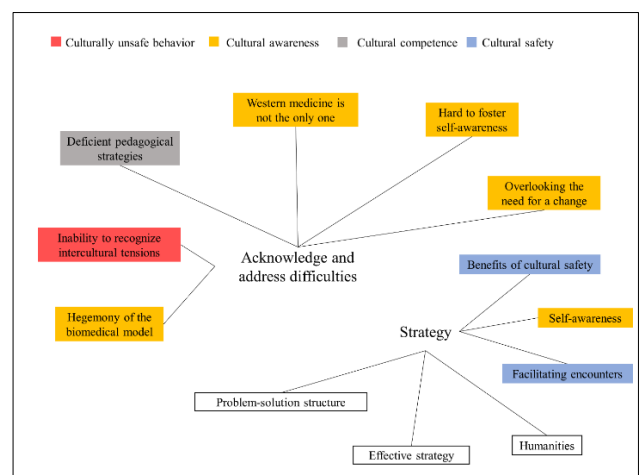 Culturally unsafe behavior
Cultural awareness
Cultural competence
Cultural safety
Western medicine is
not the only one
Hard to foster
self-awareness
Deficient pedagogical
strategies
Overlooking the
need for a change
Inability to recognize
intercultural tensions
Acknowledge and
address difficulties
Benefits of cultural safety
Hegemony of the
biomedical model
Self-awareness
Strategy
Facilitating encounters
Problem-solution structure
Humanities
Effective strategy